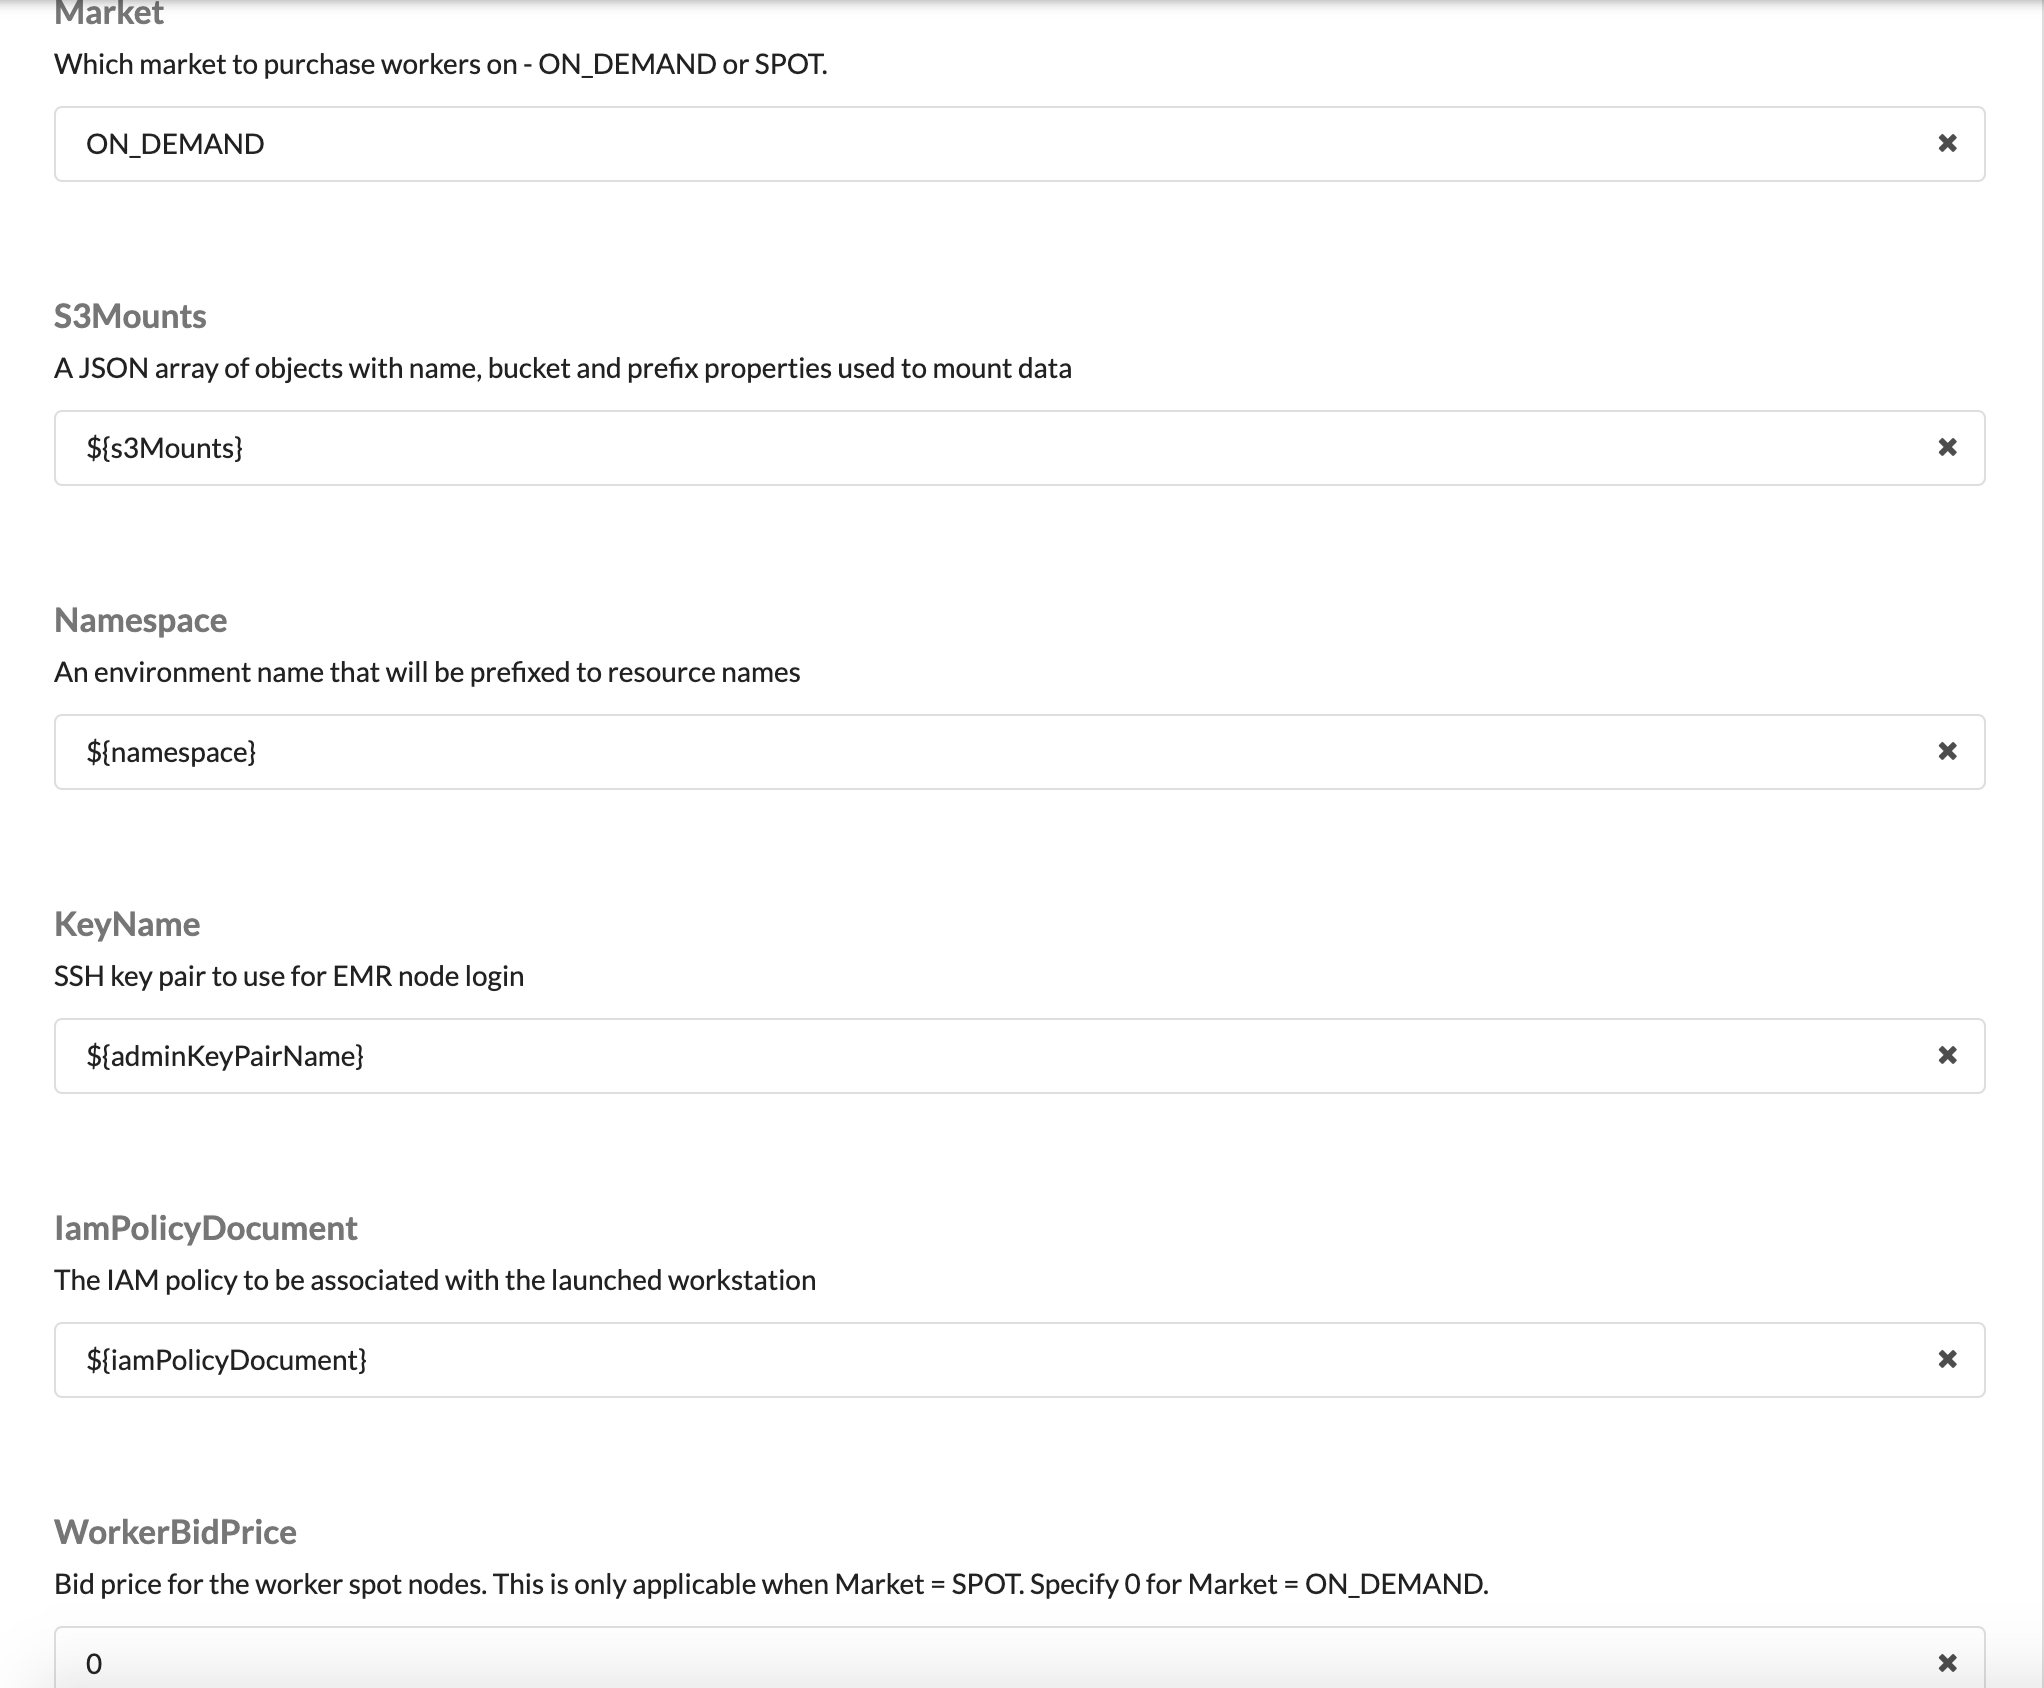 Market
Which market to purchase workers on - ON_DEMAND or SPOT.
ON_DEMAND
S3Mounts
A JSON array of objects with name, bucket and prefix properties used to mount data
${s3Mounts}
Namespace
An environment name that will be prefixed to resource names
${namespace}
KeyName
SSH key pair to use for EMR node login
${adminKeyPairName}
IamPolicyDocument
The IAM policy to be associated with the launched workstation
${iamPolicyDocument}
WorkerBidPrice
Bid price for the worker spot nodes. This is only applicable when Market = SPOT. Specify 0 for Market = ON_DEMAND.
0